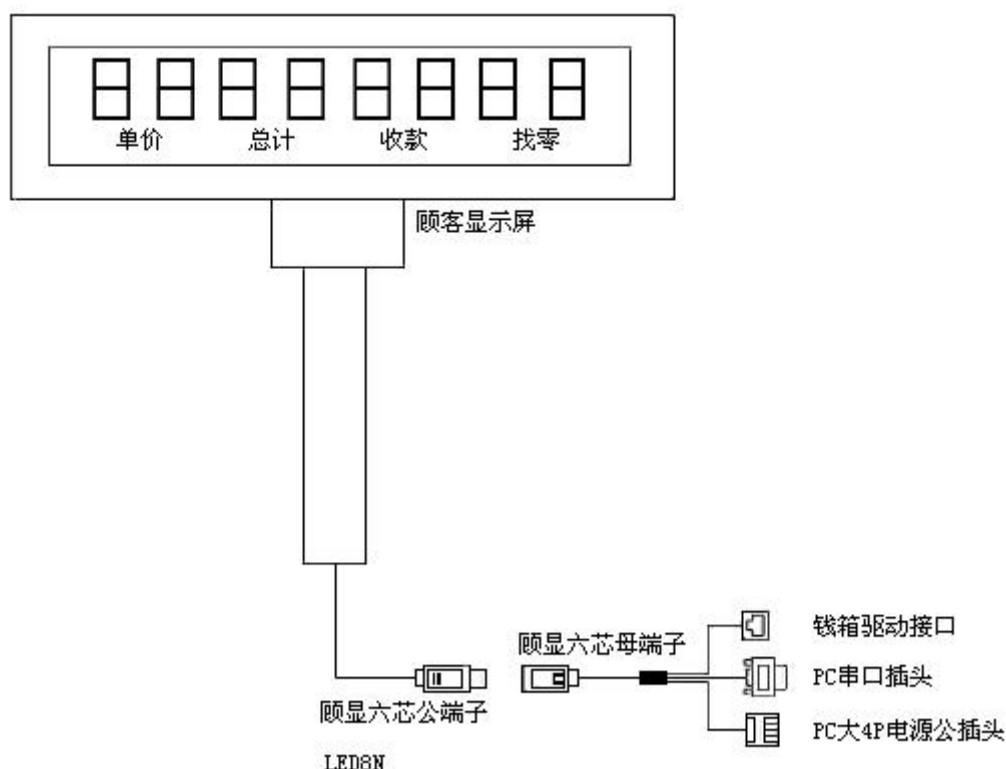 单价 总计 收款 找零
顾客显示屏
钱箱驱动接口
顾显六芯母端子
PC串口插头
顾显六芯公端子
PC大4P电源公插头
LED8N